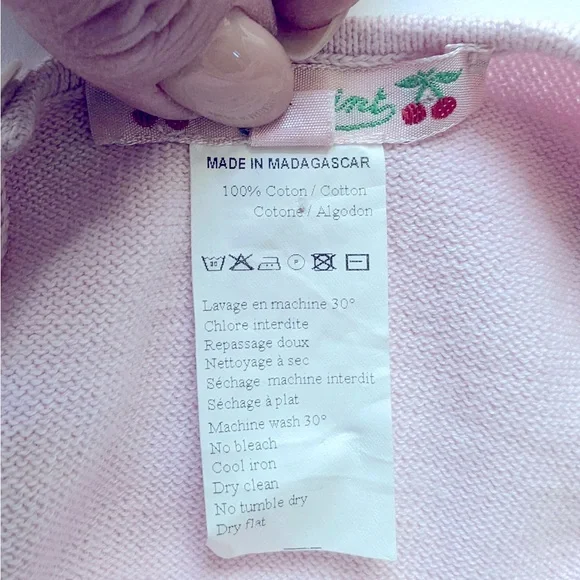 MADE IN MADAGASCAR
100% Coton / Cotton
Cotone / Algodon
30
P
Lavage en machine 30°
Chlore interdite
Repassage doux
Nettoyage à sec
Séchage machine interdit
Séchage à plat
Machine wash 30°
No bleach
Cool iron
Dry clean
No tumble dry
Dry flat